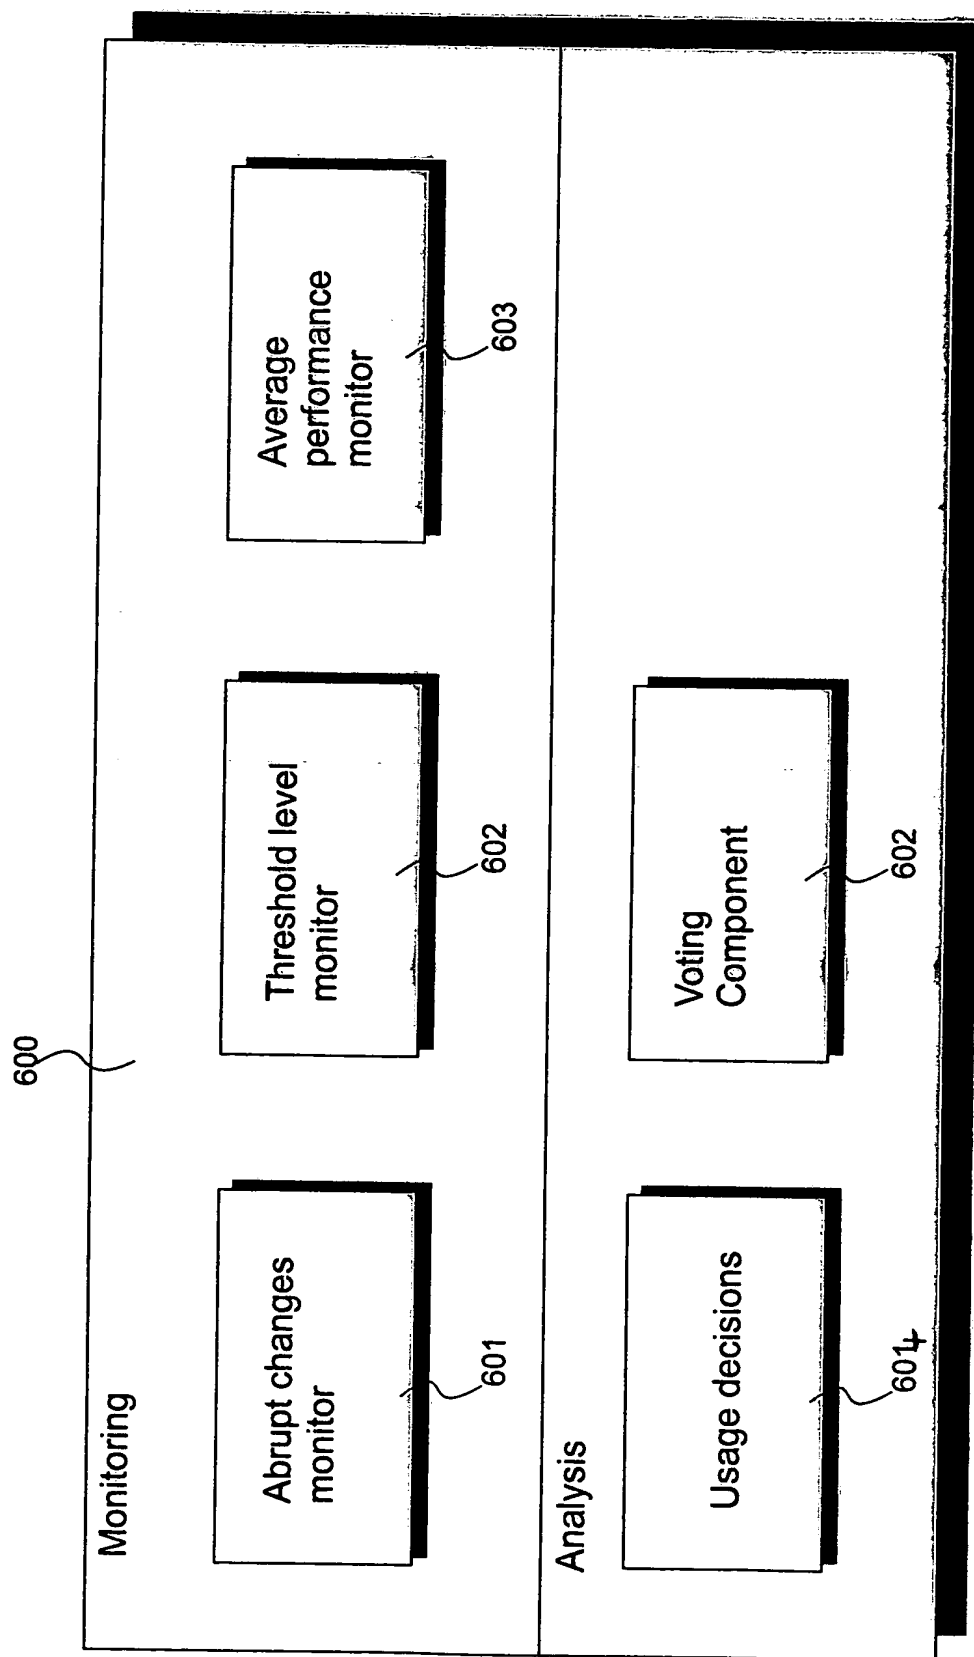 600
Monitoring
Abrupt changes
monitor
601
Threshold level
monitor
602
Average
performance
monitor
603
Analysis
Usage decisions
6014
Voting
Component
602